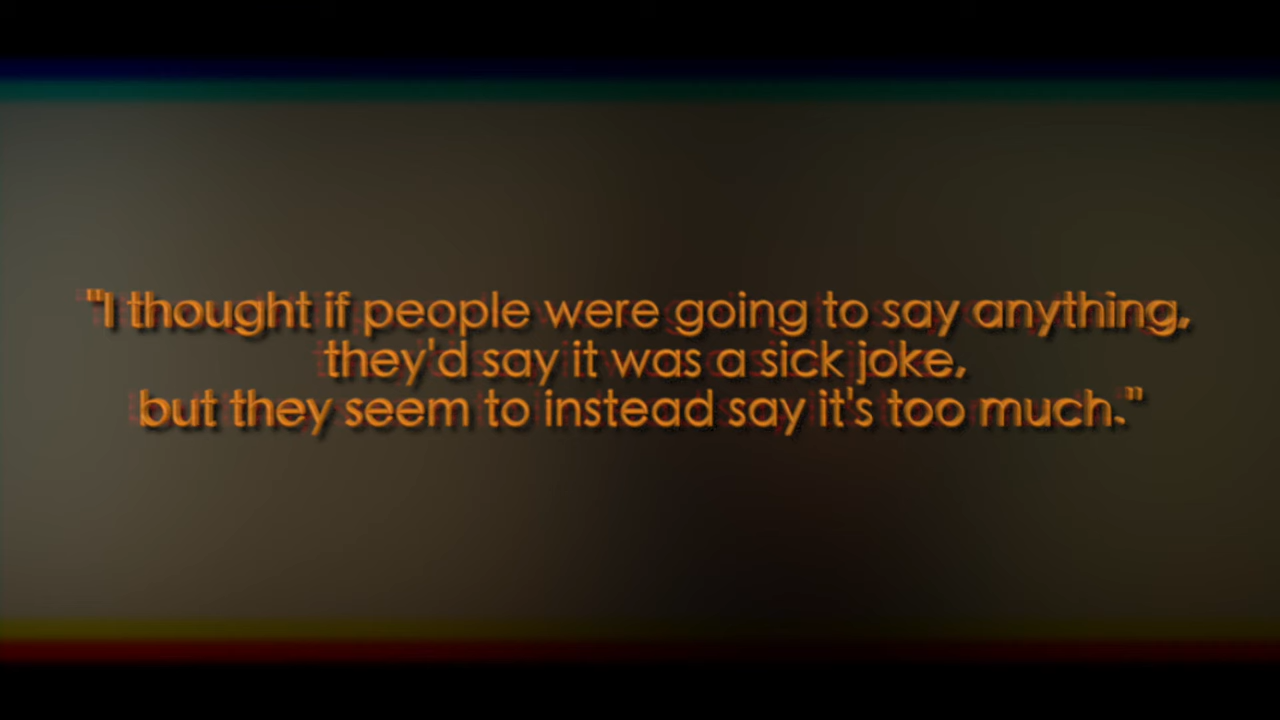 "I thought if people were going to say anything,
they'd say it was a sick joke,
but they seem to instead say it's too much."